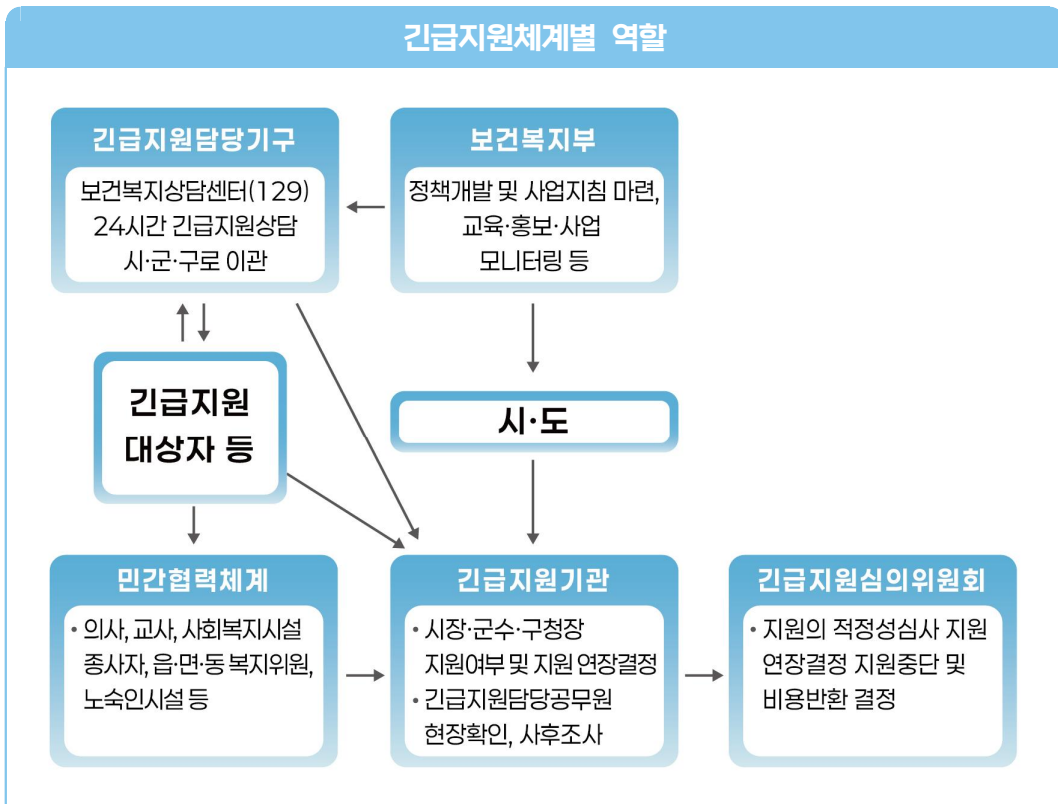 긴급지원체계별 역할
긴급지원담당기구
보건복지상담센터(129)
24시간 긴급지원상담
시·군·구로 이관
보건복지부
정책개발 및 사업지침 마련,
교육·홍보·사업
모니터링 등
긴급지원
대상자 등
시·도
민간협력체계
• 의사, 교사, 사회복지시설
종사자, 읍·면·동 복지위원,
노숙인시설 등
긴급지원기관
• 시장·군수·구청장
지원여부 및 지원 연장결정
• 긴급지원담당공무원
현장확인, 사후조사
긴급지원심의위원회
• 지원의 적정성심사 지원
연장결정 지원중단 및
비용반환 결정